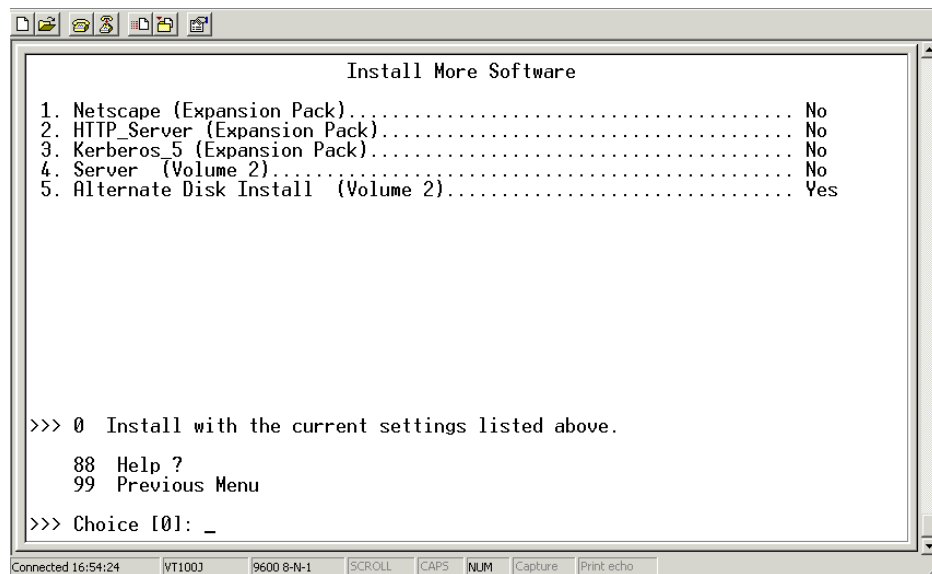 Install More Software
1. Netscape (Expansion Pack)......................................... No
2. HTTP_Server (Expansion Pack)...................................... No
3. Kerberos_5 (Expansion Pack)....................................... No
4. Server  (Volume 2)................................................ No
5. Alternate Disk Install  (Volume 2)................................ Yes
>>> 0  Install with the current settings listed above.
88  Help ?
99  Previous Menu
>>> Choice [0]: _
Connected 16:54:24 VT100J 9600 8-N-1 SCROLL CAPS NUM Capture Print echo